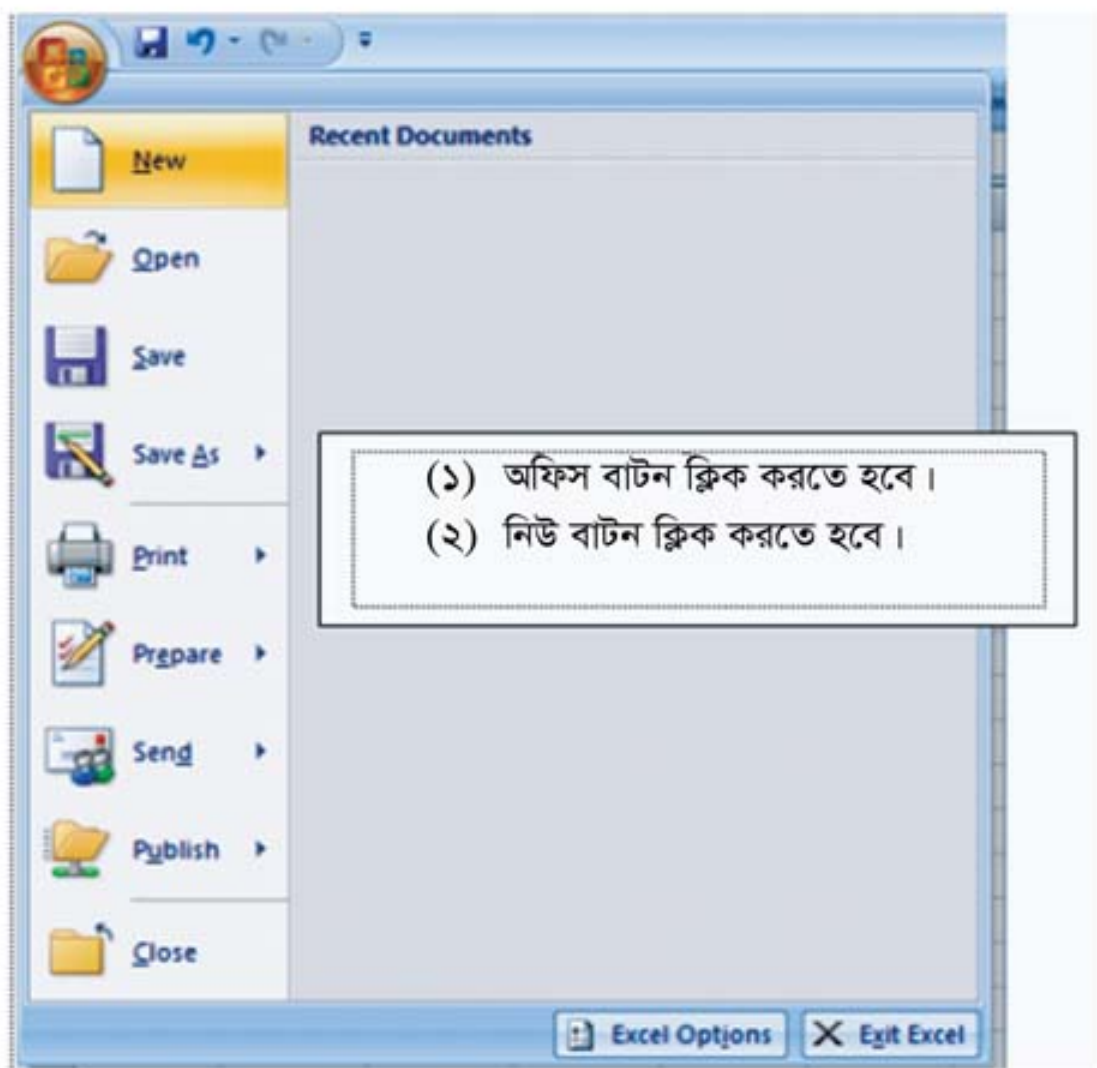 New
Recent Documents
Open
Save
Save As
(১) অফিস বাটন ক্লিক করতে হবে।
(২) নিউ বাটন ক্লিক করতে হবে।
Print
Prepare
Send
Publish
Close
Excel Options
Exit Excel